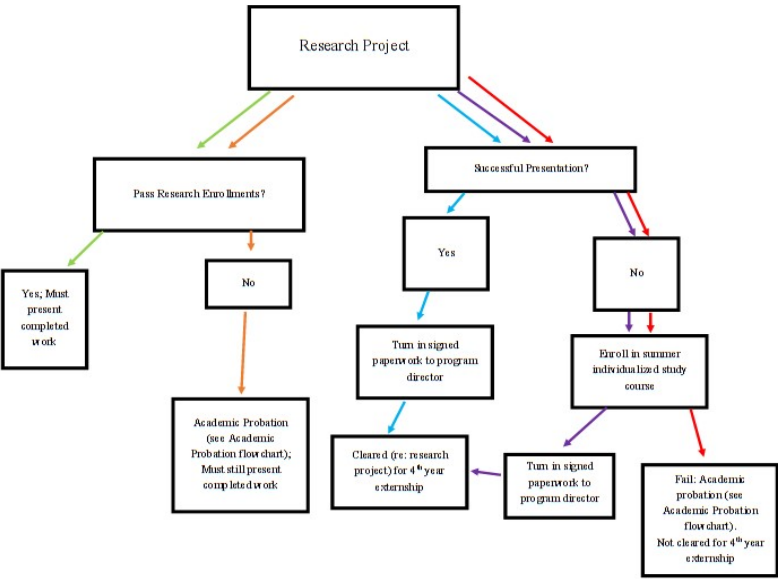 Research Project
Pass Research Enrollments?
Successful Presentation?
Yes
No
No
Yes; Must
present
completed
work
Turn in signed
paperwork to program
director
Enroll in summer
individualized study
course
Academic Probation
(see Academic
Probation flowchart);
Must still present
completed work
Cleared (re: research
project) for 4th year
externship
Turn in signed
paperwork to
program director
Fail: Academic
probation (see
Academic Probation
flowchart).
Not cleared for 4th year
externship